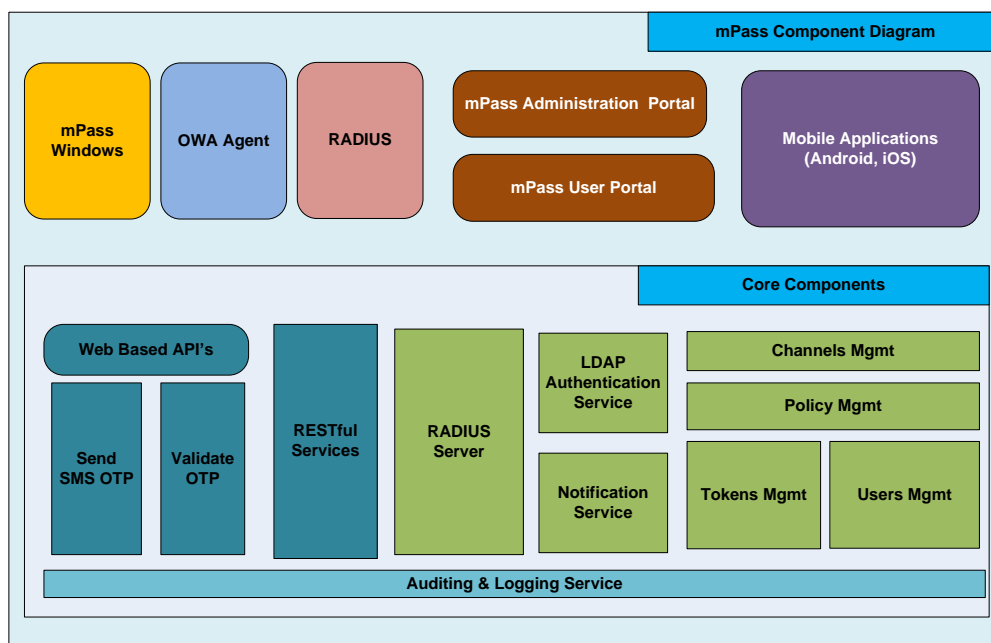 mPass Component Diagram
mPass
Windows
OWA Agent
RADIUS
mPass Administration Portal
mPass User Portal
Mobile Applications
(Android, iOS)
Core Components
Web Based API's
Send
SMS OTP
Validate
OTP
RESTful
Services
RADIUS
Server
LDAP
Authentication
Service
Notification
Service
Channels Mgmt
Policy Mgmt
Tokens Mgmt
Users Mgmt
Auditing & Logging Service